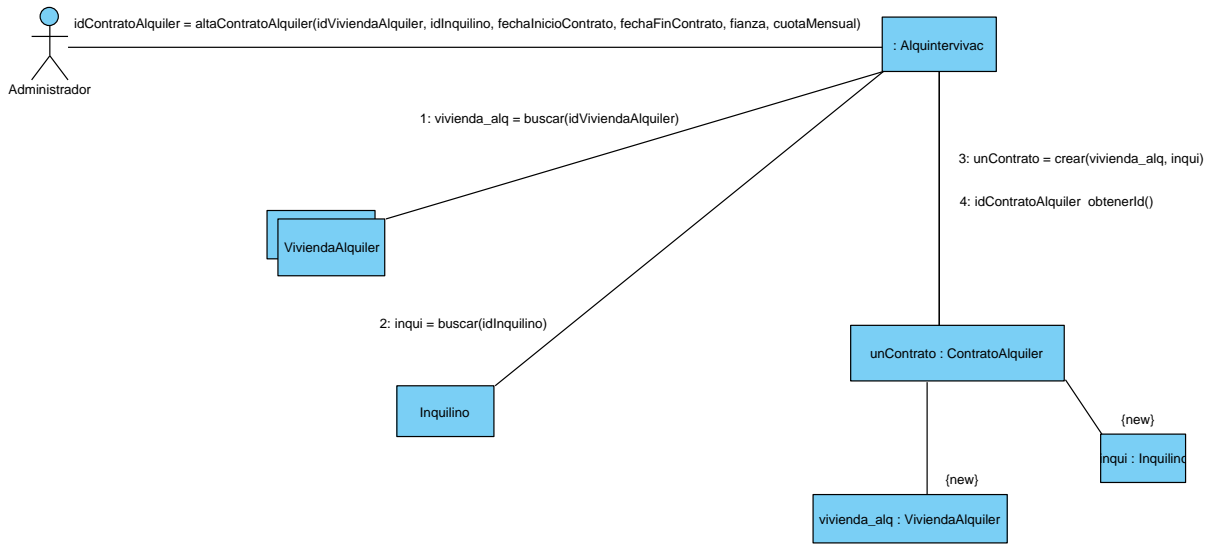 idContratoAlquiler = altaContratoAlquiler(idViviendaAlquiler, idInquilino, fechaInicioContrato, fechaFinContrato, fianza, cuotaMensual)
: Alquintervivac
Administrador
1: vivienda_alq = buscar(idViviendaAlquiler)
3: unContrato = crear(vivienda_alq, inqui)
4: idContratoAlquiler obtenerId()
ViviendaAlquiler
2: inqui = buscar(idInquilino)
unContrato : ContratoAlquiler
Inquilino
{new}
inqui : Inquilino
{new}
vivienda_alq : ViviendaAlquiler